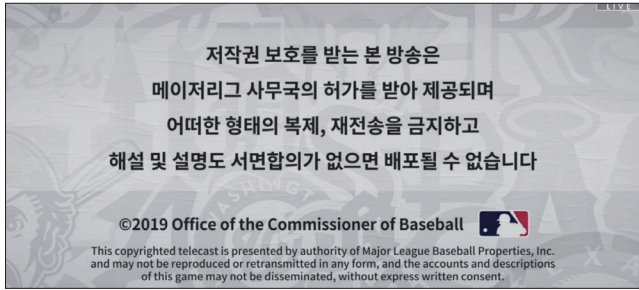 LIVE
저작권 보호를 받는 본 방송은
메이저리그 사무국의 허가를 받아 제공되며
어떠한 형태의 복제, 재전송을 금지하고
해설 및 설명도 서면합의가 없으면 배포될 수 없습니다
©2019 Office of the Commissioner of Baseball
This copyrighted telecast is presented by authority of Major League Baseball Properties, Inc.
and may not be reproduced or retransmitted in any form, and the accounts and descriptions
of this game may not be disseminated, without express written consent.